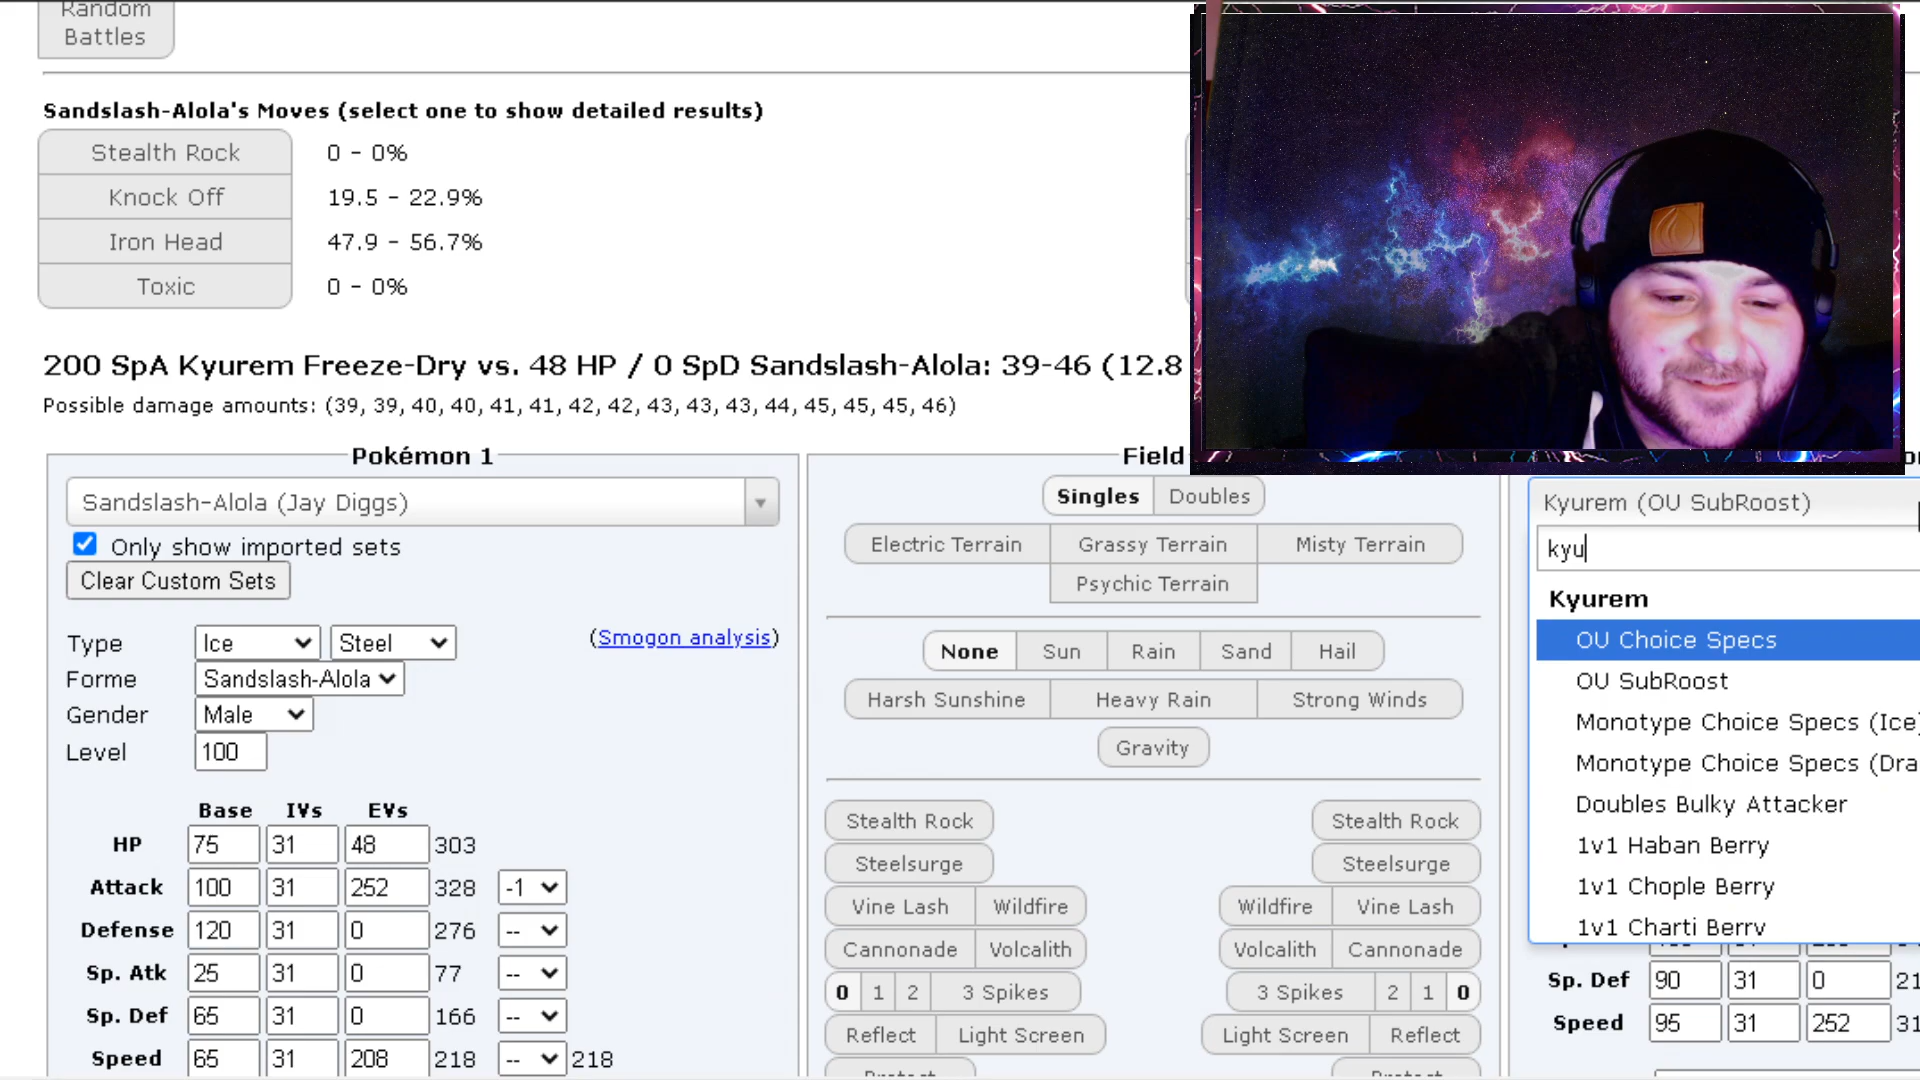 Random
Battles
Sandslash-Alola's Moves (select one to show detailed results)
Stealth Rock 0 - 0%
Knock Off 19.5 - 22.9%
Iron Head 47.9 - 56.7%
Toxic 0 - 0%
200 SpA Kyurem Freeze-Dry vs. 48 HP / 0 SpD Sandslash-Alola: 39-46 (12.8
Possible damage amounts: (39, 39, 40, 40, 41, 41, 42, 42, 43, 43, 43, 44, 45, 45, 45, 46)
Pokémon 1
Sandslash-Alola (Jay Diggs)
Only show imported sets
Clear Custom Sets
Type Ice Steel (Smogon analysis)
Forme Sandslash-Alola
Gender Male
Level 100
Base IVs EVs
HP 75 31 48 303
Attack 100 31 252 328 -1
Defense 120 31 0 276 --
Sp. Atk 25 31 0 77 --
Sp. Def 65 31 0 166 --
Speed 65 31 208 218 -- 218
Field
Singles Doubles
Electric Terrain Grassy Terrain Misty Terrain
Psychic Terrain
None Sun Rain Sand Hail
Harsh Sunshine Heavy Rain Strong Winds
Gravity
Stealth Rock Stealth Rock
Steelsurge Steelsurge
Vine Lash Wildfire Wildfire Vine Lash
Cannonade Volcalith Volcalith Cannonade
0 1 2 3 Spikes 3 Spikes 2 1 0
Reflect Light Screen Light Screen Reflect
Protect Protect
Kyurem (OU SubRoost)
kyu
Kyurem
OU Choice Specs
OU SubRoost
Monotype Choice Specs (Ice)
Monotype Choice Specs (Dra
Doubles Bulky Attacker
1v1 Haban Berry
1v1 Chople Berry
1v1 Charti Berry
Sp. Def 90 31 0 21
Speed 95 31 252 31